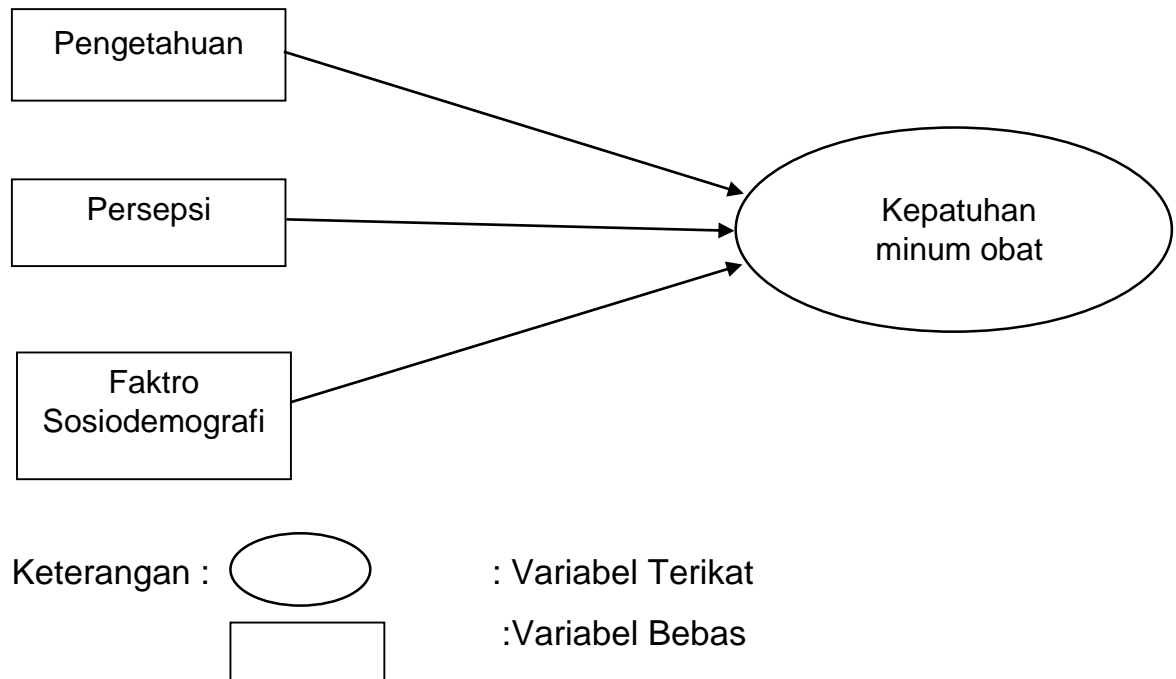 Pengetahuan
Persepsi
Kepatuhan
minum obat
Faktro
Sosiodemografi
Keterangan :
: Variabel Terikat
:Variabel Bebas